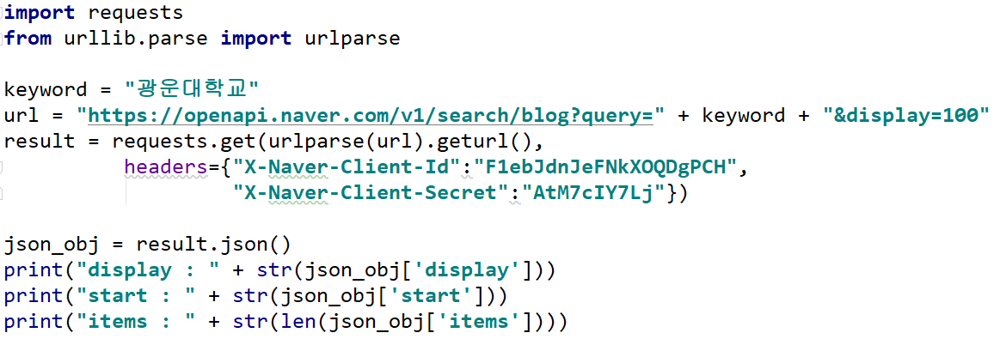 import requests
from urllib.parse import urlparse
keyword = "광운대학교"
url = "https://openapi.naver.com/v1/search/blog?query=" + keyword + "&display=100"
result = requests.get(urlparse(url).geturl(),
headers={"X-Naver-Client-Id":"F1ebJdnJeFNkXOQDgPCH",
"X-Naver-Client-Secret":"AtM7cIY7Lj"})
json_obj = result.json()
print("display : " + str(json_obj['display']))
print("start : " + str(json_obj['start']))
print("items : " + str(len(json_obj['items'])))